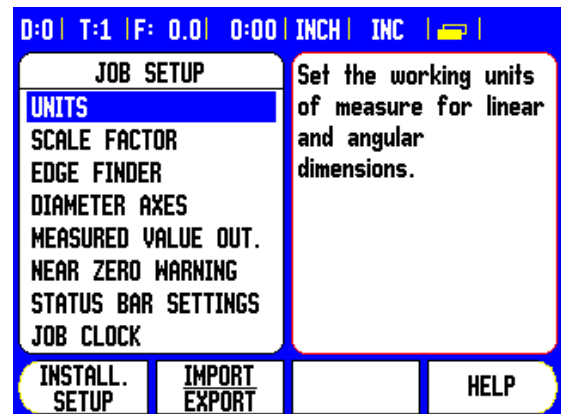 D:0| T:1 |F: 0.0| 0:00|INCH| INC | |
JOB SETUP
UNITS
SCALE FACTOR
EDGE FINDER
DIAMETER AXES
MEASURED VALUE OUT.
NEAR ZERO WARNING
STATUS BAR SETTINGS
JOB CLOCK
Set the working units
of measure for linear
and angular
dimensions.
INSTALL.
SETUP
IMPORT
EXPORT
HELP